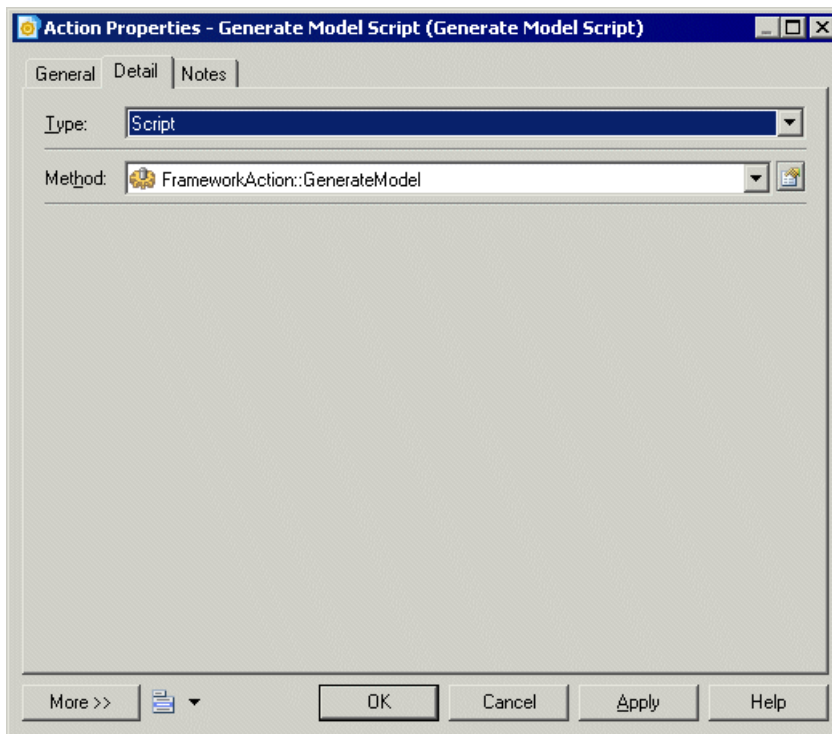 Action Properties - Generate Model Script (Generate Model Script)
General Detail Notes
Type: Script
Method: FrameworkAction::GenerateModel
More >> OK Cancel Apply Help